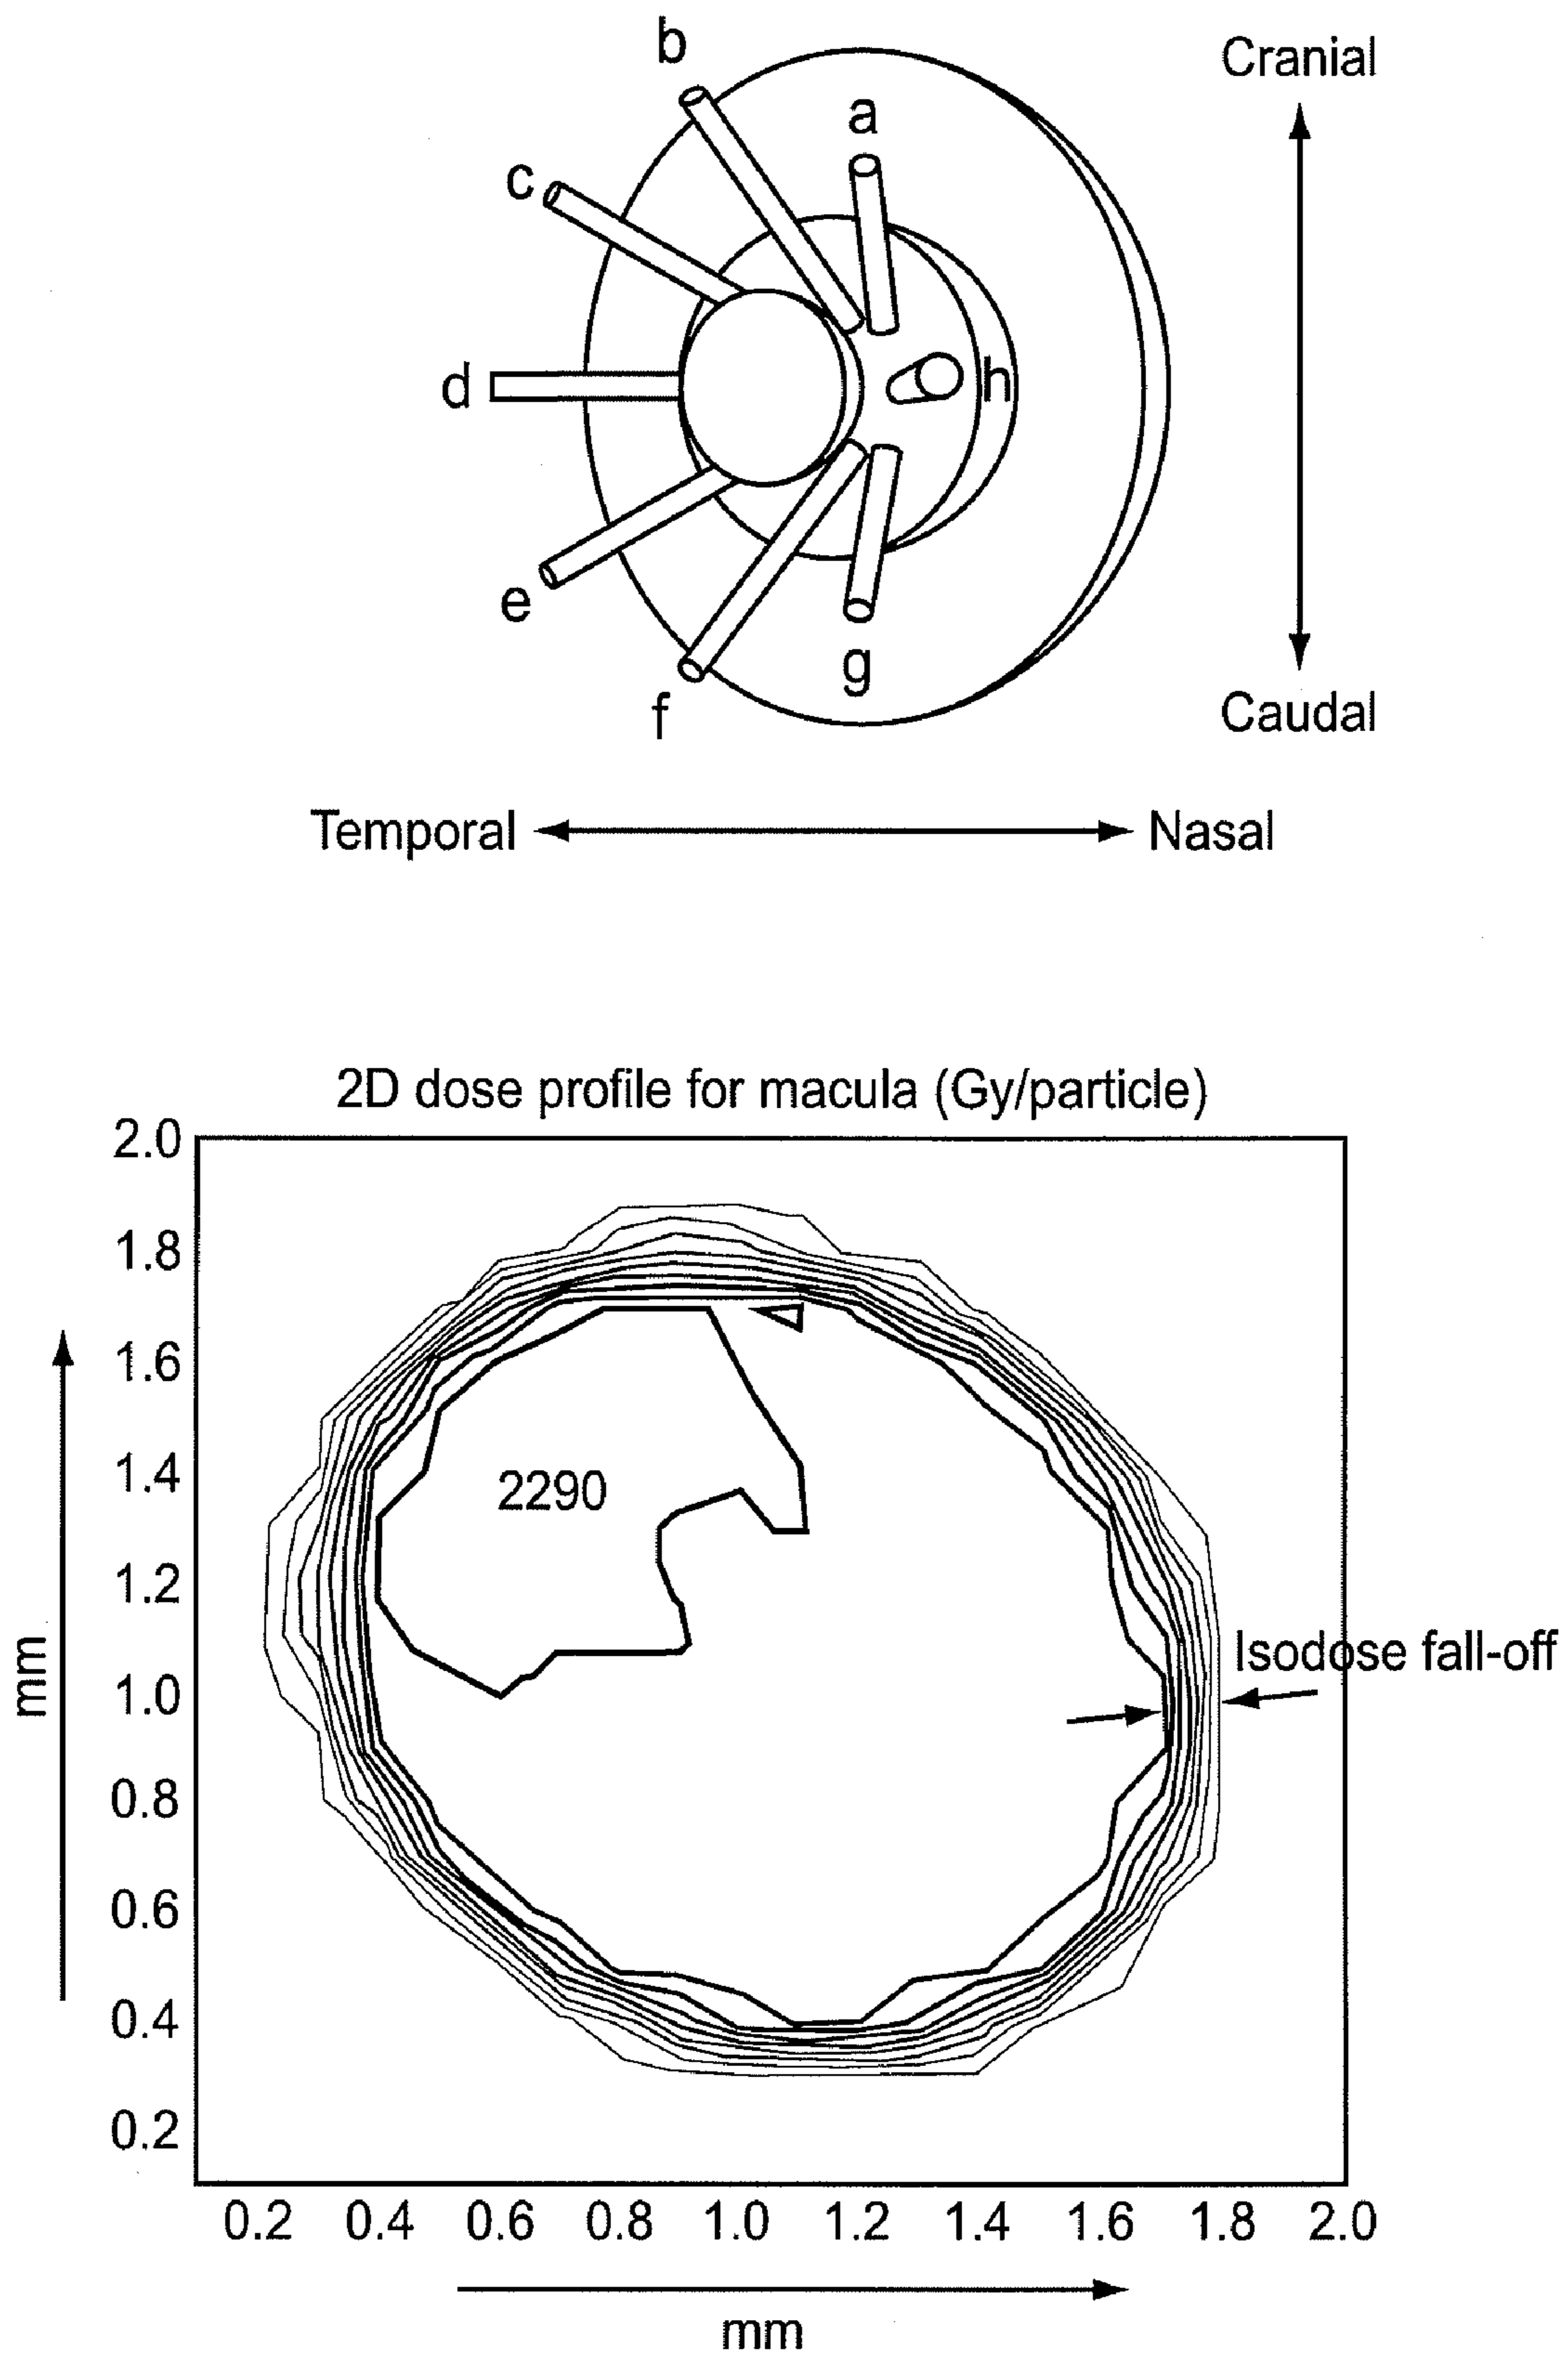 b
Cranial
a
c
d
h
e
g
f
Caudal
Temporal
Nasal
2D dose profile for macula (Gy/particle)
2.0
1.8
1.6
1.4
2290
1.2
Isodose fall-off
1.0
mm
0.8
0.6
0.4
0.2
0.2 0.4 0.6 0.8 1.0 1.2 1.4 1.6 1.8 2.0
mm